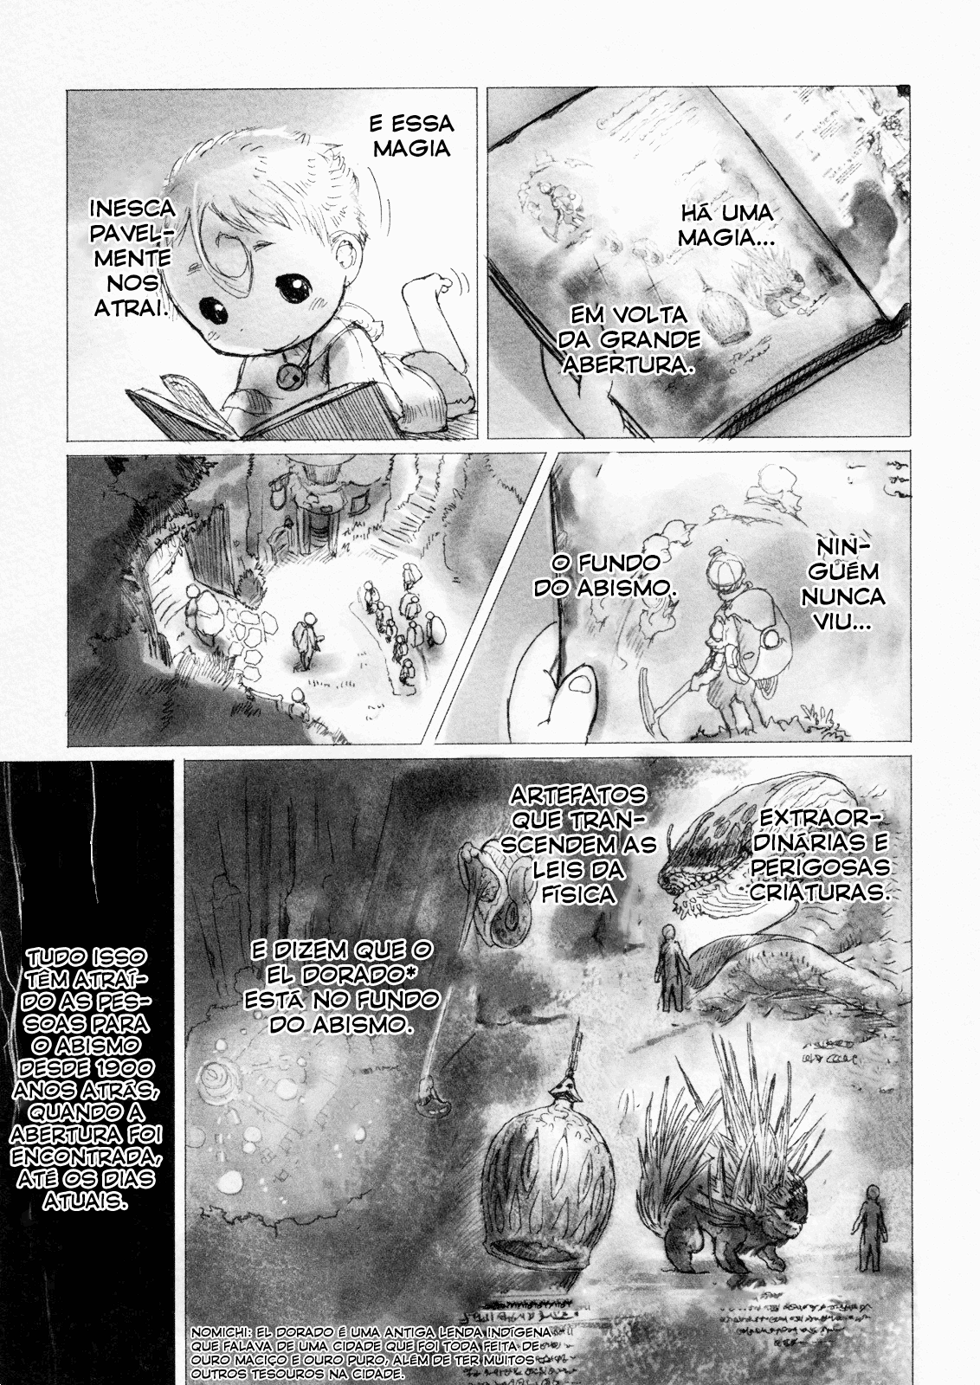 HÁ UMA
MAGIA...
EM VOLTA
DA GRANDE
ABERTURA.
E ESSA
MAGIA
INESCA
PAVEL-
MENTE
NOS
ATRAI.
NIN-
GUÉM
NUNCA
VIU...
O FUNDO
DO ABISMO.
EXTRAOR-
DINÁRIAS E
PERIGOSAS
CRIATURAS.
ARTEFATOS
QUE TRAN-
SCENDEM AS
LEIS DA
FÍSICA
E DIZEM QUE O
EL DORADO*
ESTÁ NO FUNDO
DO ABISMO.
TUDO ISSO
TÊM ATRAÍ-
DO AS PES-
SOAS PARA
O ABISMO
DESDE 1900
ANOS ATRÁS,
QUANDO A
ABERTURA FOI
ENCONTRADA,
ATÉ OS DIAS
ATUAIS.
NOMICHI: EL DORADO É UMA ANTIGA LENDA INDÍGENA
QUE FALAVA DE UMA CIDADE QUE FOI TODA FEITA DE
OURO MACIÇO E OURO PURO, ALÉM DE TER MUITOS
OUTROS TESOUROS NA CIDADE.